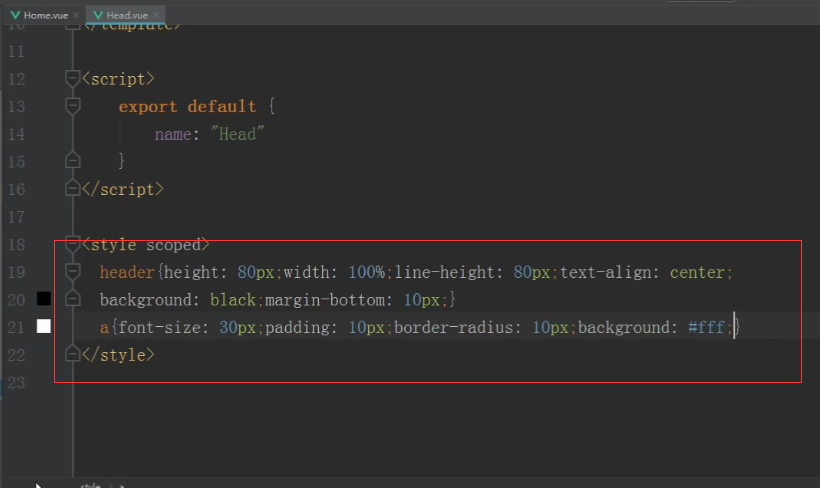 Home.vue × Head.vue ×
10 </template>
11
12 <script>
13 export default {
14 name: "Head"
15 }
16 </script>
17
18 <style scoped>
19 header{height: 80px;width: 100%;line-height: 80px;text-align: center;
20 background: black;margin-bottom: 10px;}
21 a{font-size: 30px;padding: 10px;border-radius: 10px;background: #fff;}
22 </style>
23
style